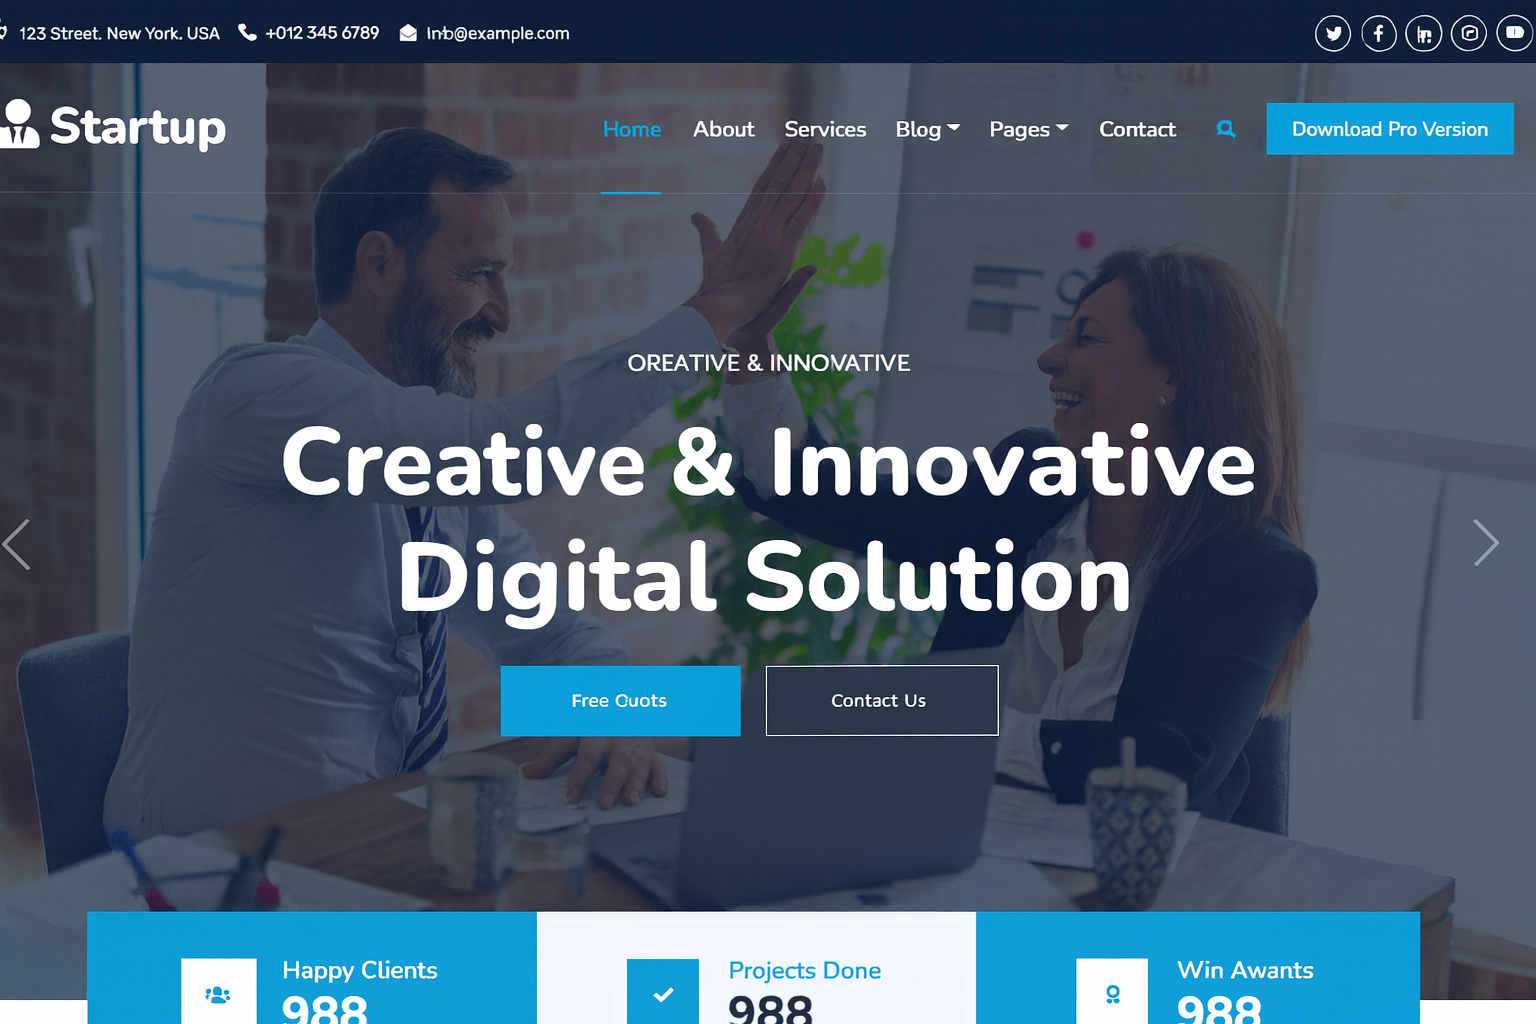 123 Street. New York. USA +012 345 6789 Inb@example.com
Startup
Home About Services Blog Pages Contact Download Pro Version
OREATIVE & INNOVATIVE
Creative & Innovative
Digital Solution
Free Ouots Contact Us
Happy Clients Projects Done Win Awants
988 988 988